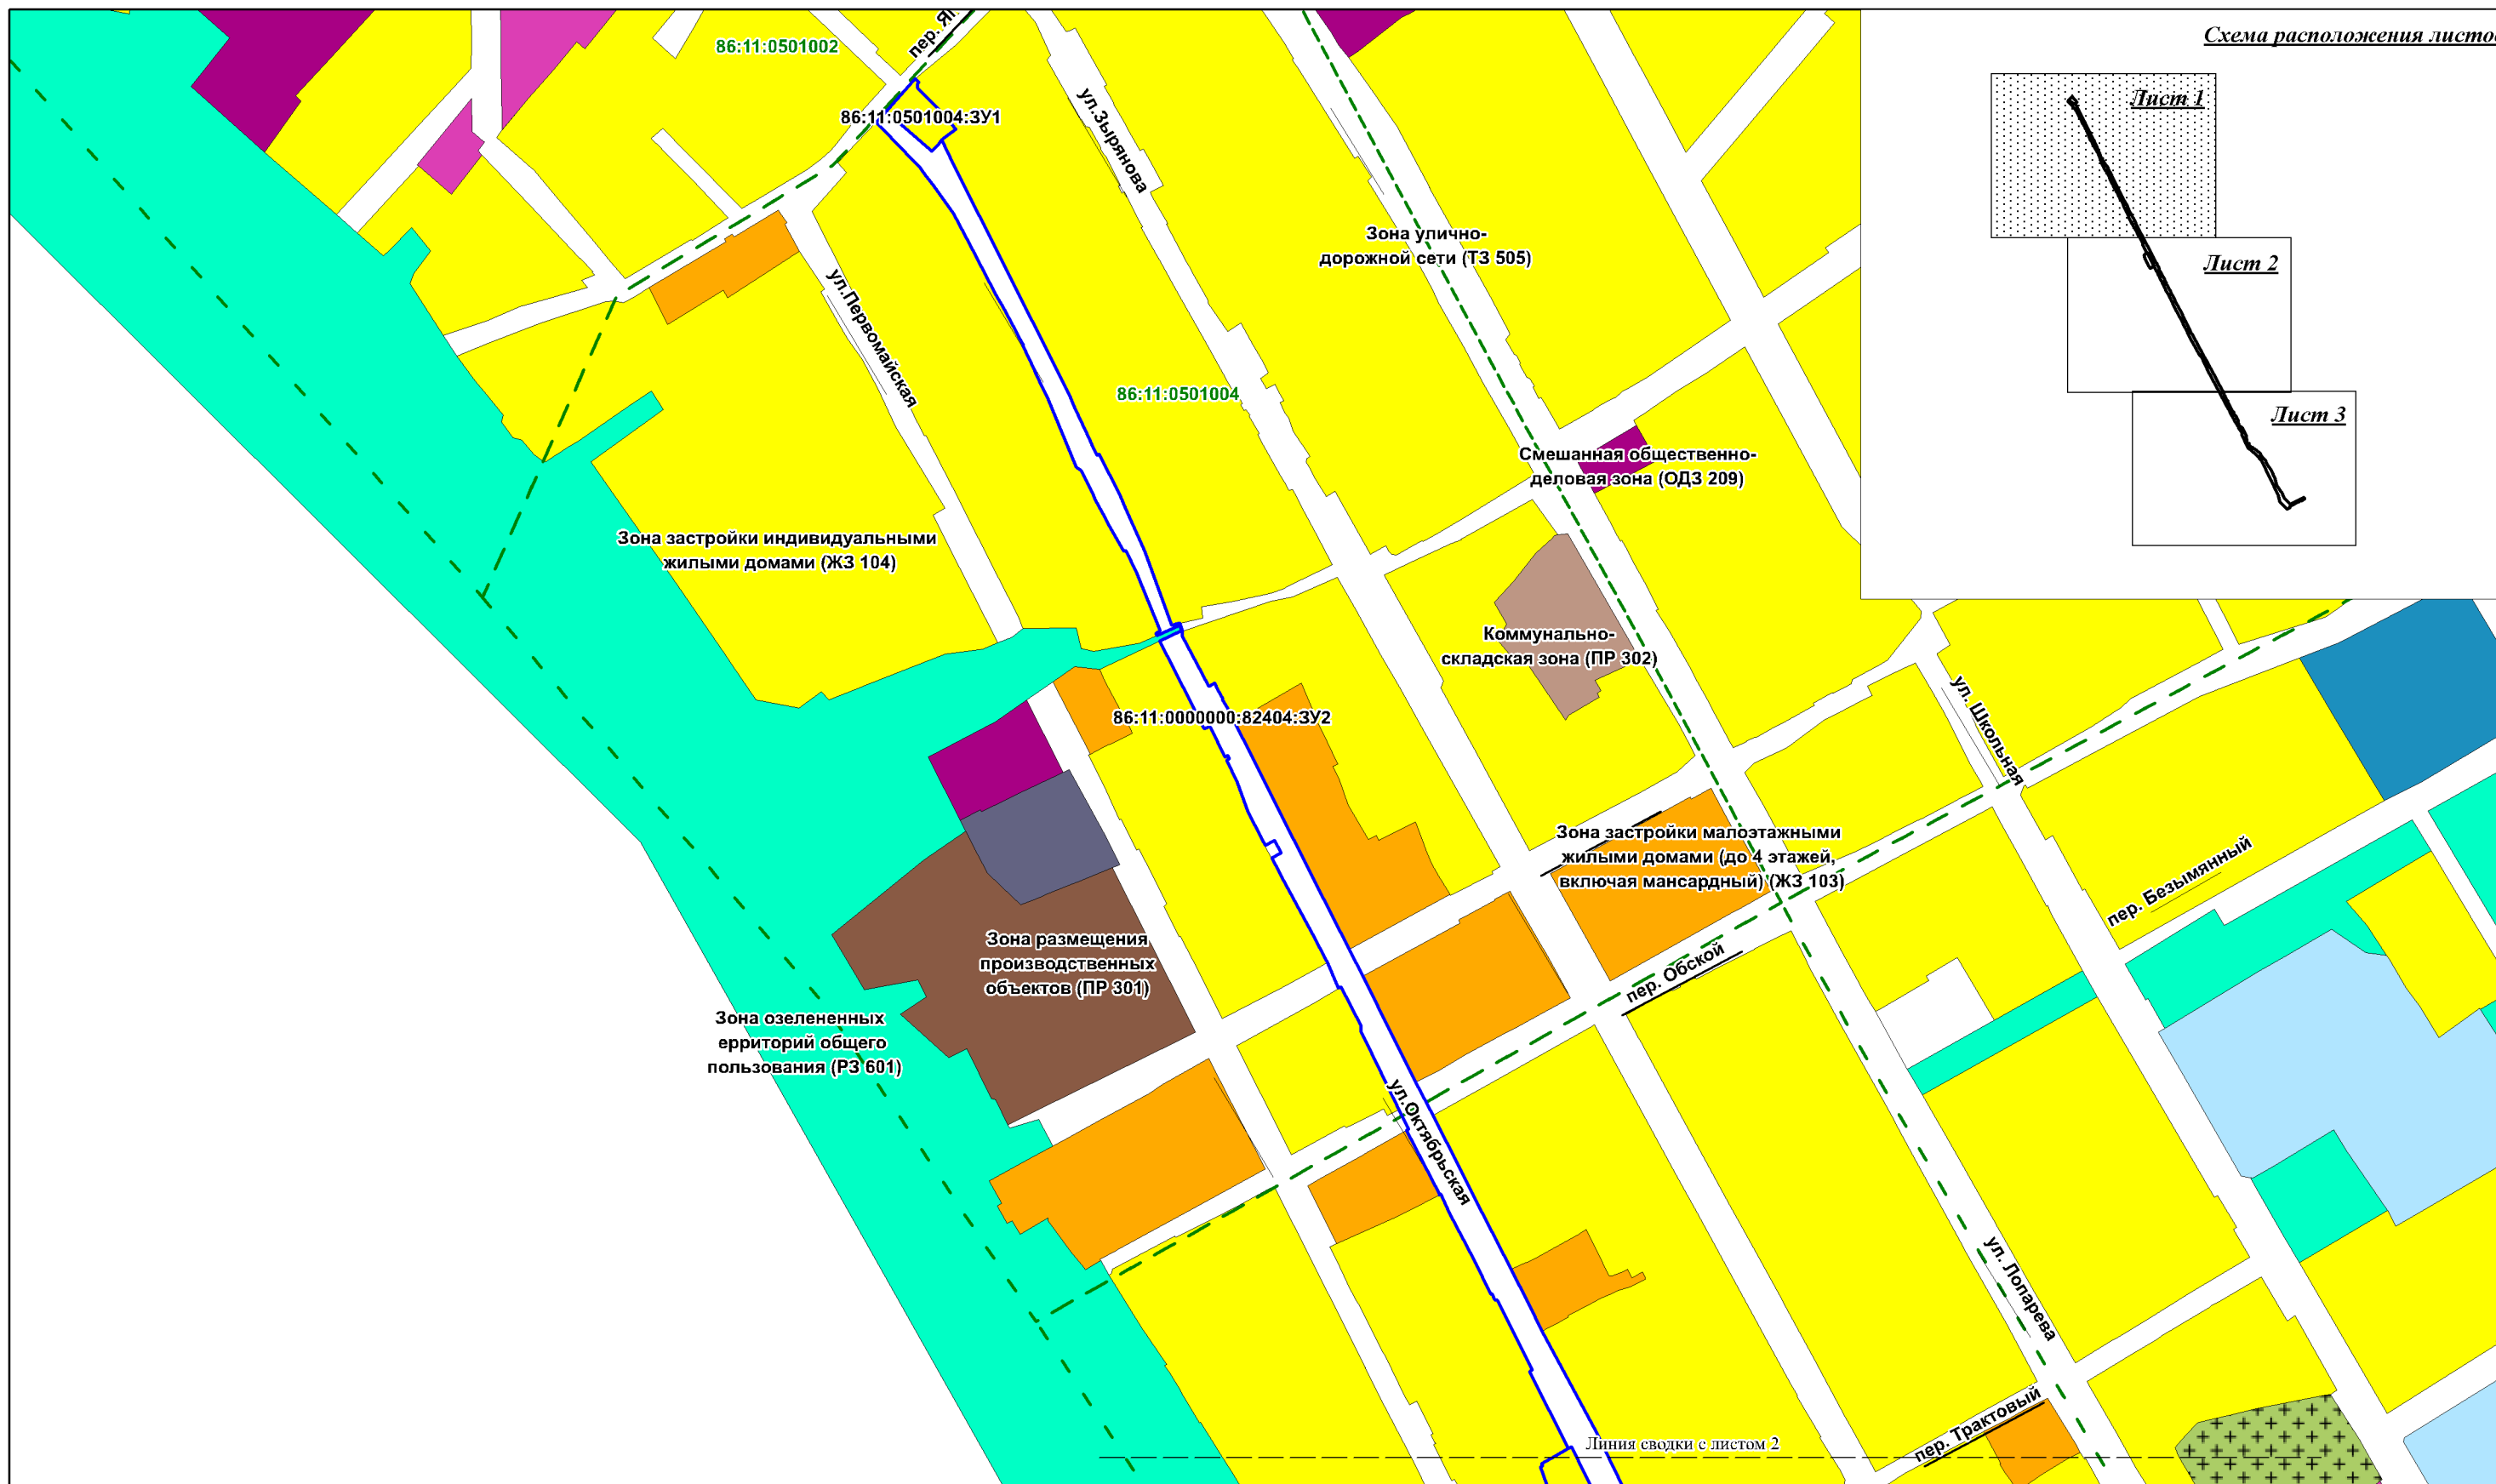 86:11:0501002
пер.
Схема расположения листов
Лист 1
86:11:0501004:ЗУ1
ул.Зырянова
Зона улично-
дорожной сети (ТЗ 505)
Лист 2
ул.Первомайская
86:11:0501004
Лист 3
Смешанная общественно-
деловая зона (ОДЗ 209)
Зона застройки индивидуальными
жилыми домами (ЖЗ 104)
Коммунально-
складская зона (ПР 302)
86:11:0000000:82404:ЗУ2
ул. Школьная
Зона застройки малоэтажными
жилыми домами (до 4 этажей,
включая мансардный) (ЖЗ 103)
пер. Безымянный
Зона размещения
производственных
объектов (ПР 301)
пер. Обской
Зона озелененных
ерриторий общего
пользования (РЗ 601)
ул.Октябрьская
ул. Лопарева
пер. Трактовый
Линия сводки с листом 2